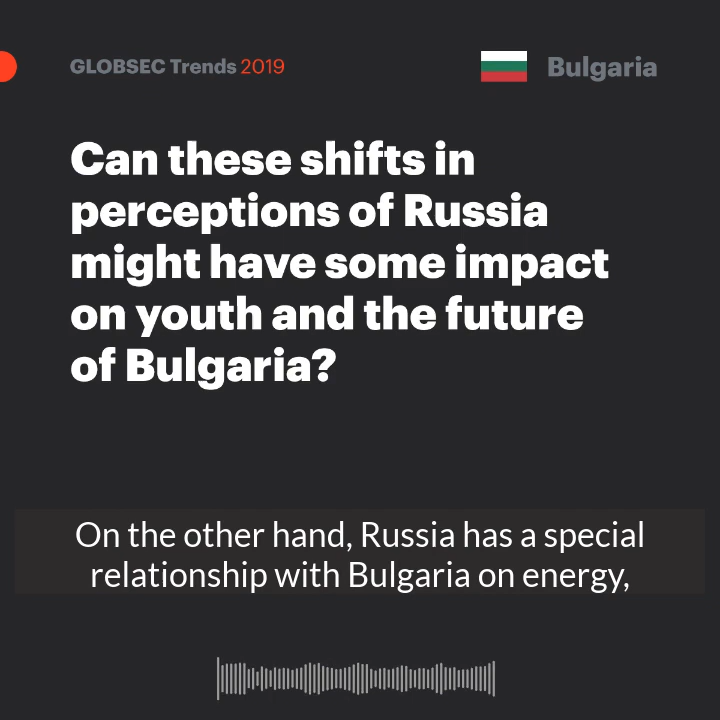 GLOBSEC Trends 2019
Bulgaria
Can these shifts in
perceptions of Russia
might have some impact
on youth and the future
of Bulgaria?
On the other hand, Russia has a special
relationship with Bulgaria on energy,